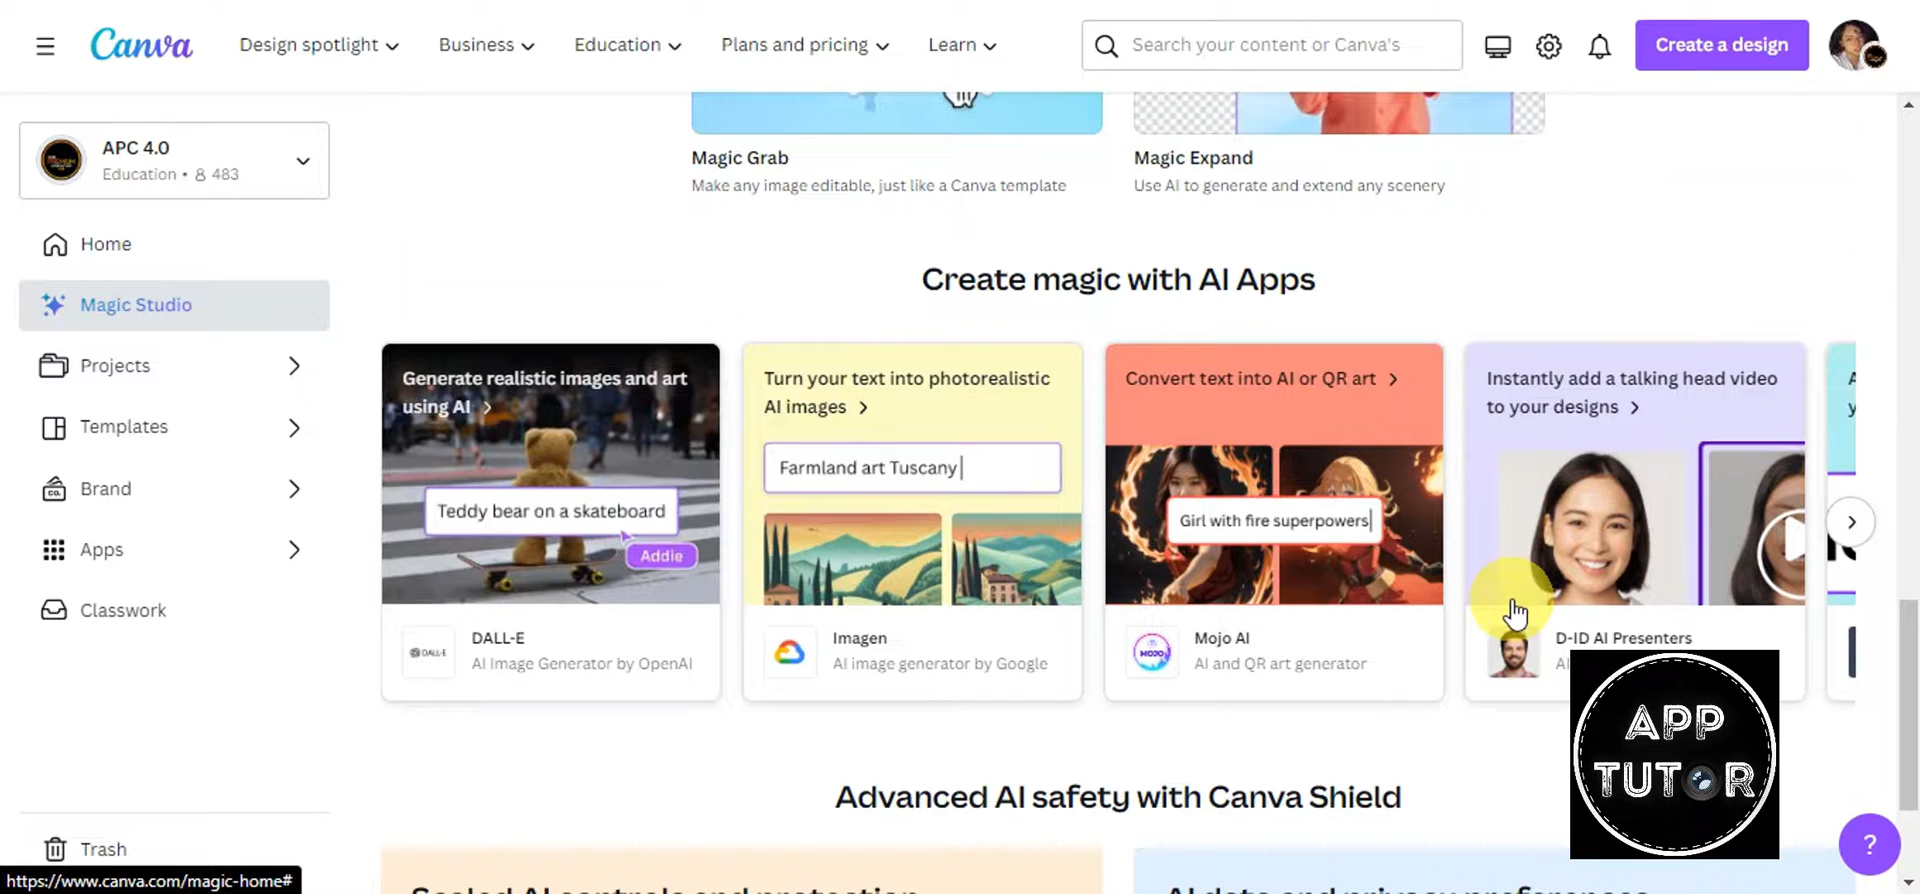 Canva
Design spotlight
Business
Education
Plans and pricing
Learn
Search your content or Canva's
Create a design
APC 4.0
Education • 483
Home
Magic Studio
Projects
Templates
Brand
Apps
Classwork
Trash
https://www.canva.com/magic-home#
Magic Grab
Make any image editable, just like a Canva template
Magic Expand
Use AI to generate and extend any scenery
Create magic with AI Apps
Generate realistic images and art
using AI
Teddy bear on a skateboard
Addie
DALL-E
DALL-E
AI Image Generator by OpenAI
Turn your text into photorealistic
AI images
Farmland art Tuscany
Imagen
AI image generator by Google
Convert text into AI or QR art
Girl with fire superpowers
MOJO
Mojo AI
AI and QR art generator
Instantly add a talking head video
to your designs
D-ID AI Presenters
APP
TUTOR
Advanced AI safety with Canva Shield
?